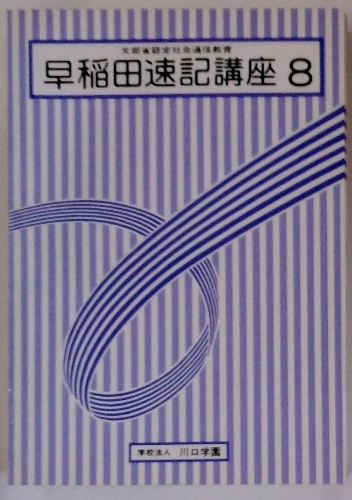 文部省認定社会通信教育
早稲田速記講座 8
学校法人 川口学園